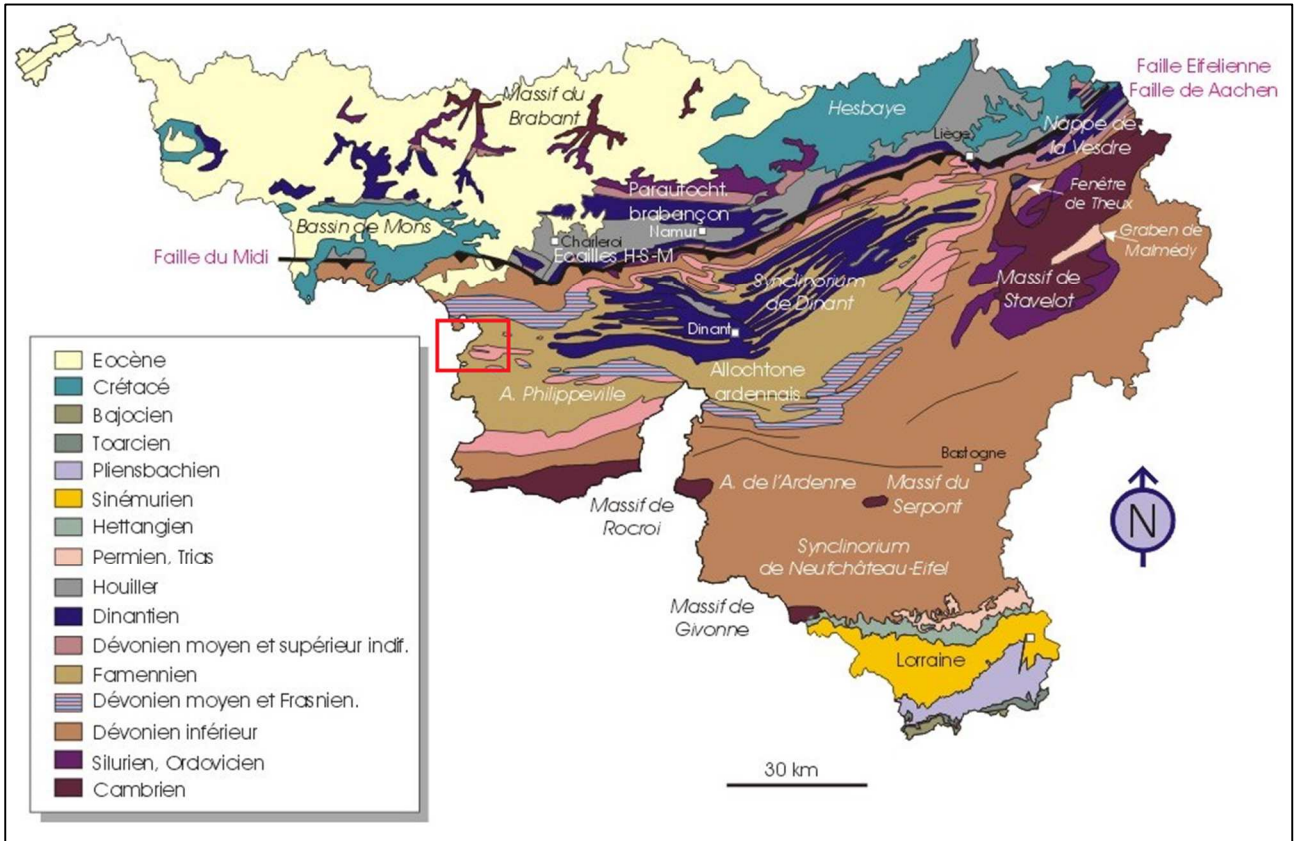 Faille Eifelienne
Faille de Aachen
Massif du
Brabant
Hesbaye
Liège
Nappe de
la Vesdre
Parautocht.
brabançon
Fenêtre
de Theux
Bassin de Mons
Namur
Graben de
Malmédy
Charleroi
Ecailles H-S-M
Faille du Midi
Synclinorium
de Dinant
Massif de
Stavelot
Dinant
Allochtone
ardennais
A. Philippeville
Bastogne
A. de l'Ardenne
Massif du
Serpont
Massif de
Rocroi
N
Synclinorium
de Neufchâteau-Eifel
Massif de
Givonne
Lorraine
30 km
Eocène
Crétacé
Bajocien
Toarcien
Pliensbachien
Sinémurien
Hettangien
Permien, Trias
Houiller
Dinantien
Dévonien moyen et supérieur indif.
Famennien
Dévonien moyen et Frasnien.
Dévonien inférieur
Silurien, Ordovicien
Cambrien